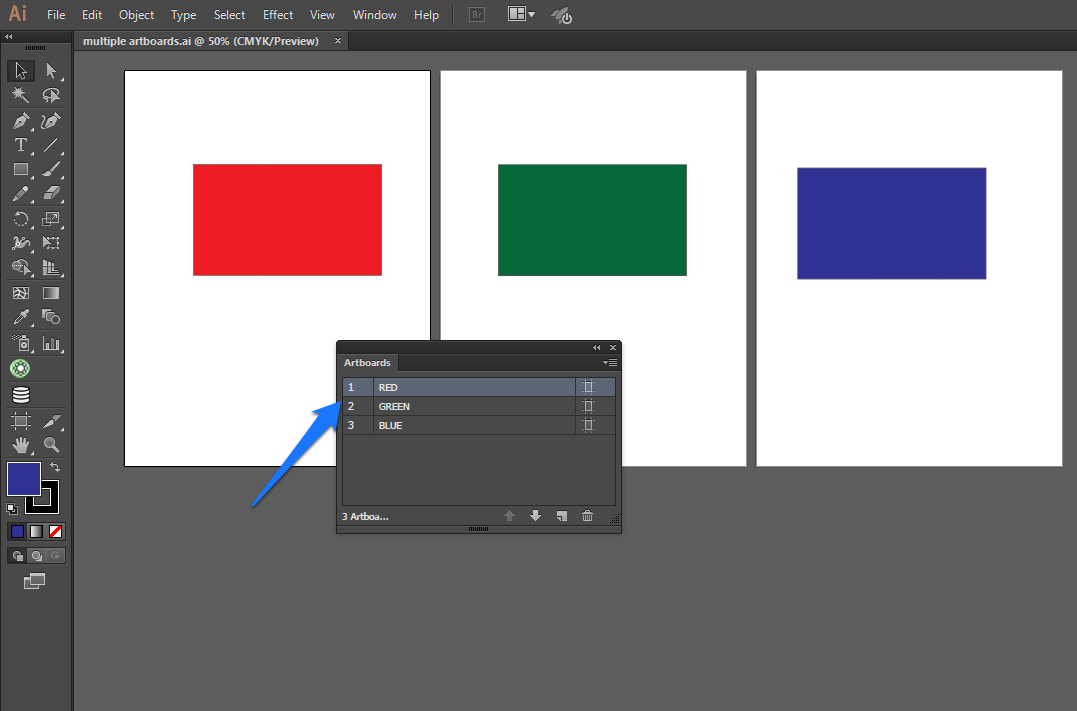 Ai File Edit Object Type Select Effect View Window Help Br
multiple artboards.ai @ 50% (CMYK/Preview) ×
T
Artboards
1 RED
2 GREEN
3 BLUE
3 Artboa...